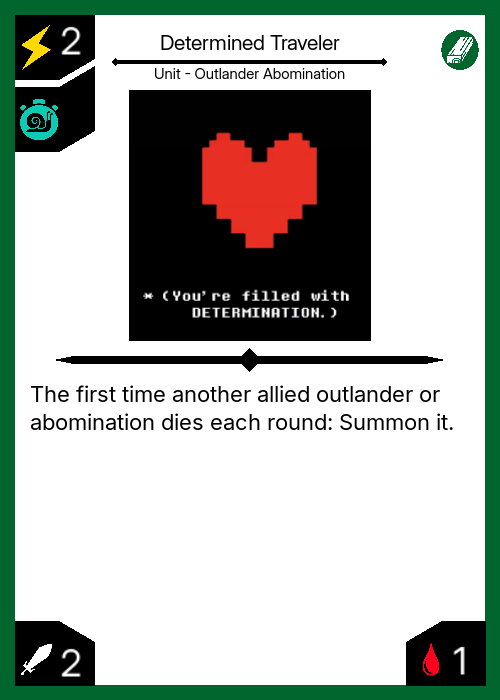 2
Determined Traveler
Unit - Outlander Abomination
* (You're filled with
DETERMINATION.)
The first time another allied outlander or
abomination dies each round: Summon it.
2
1